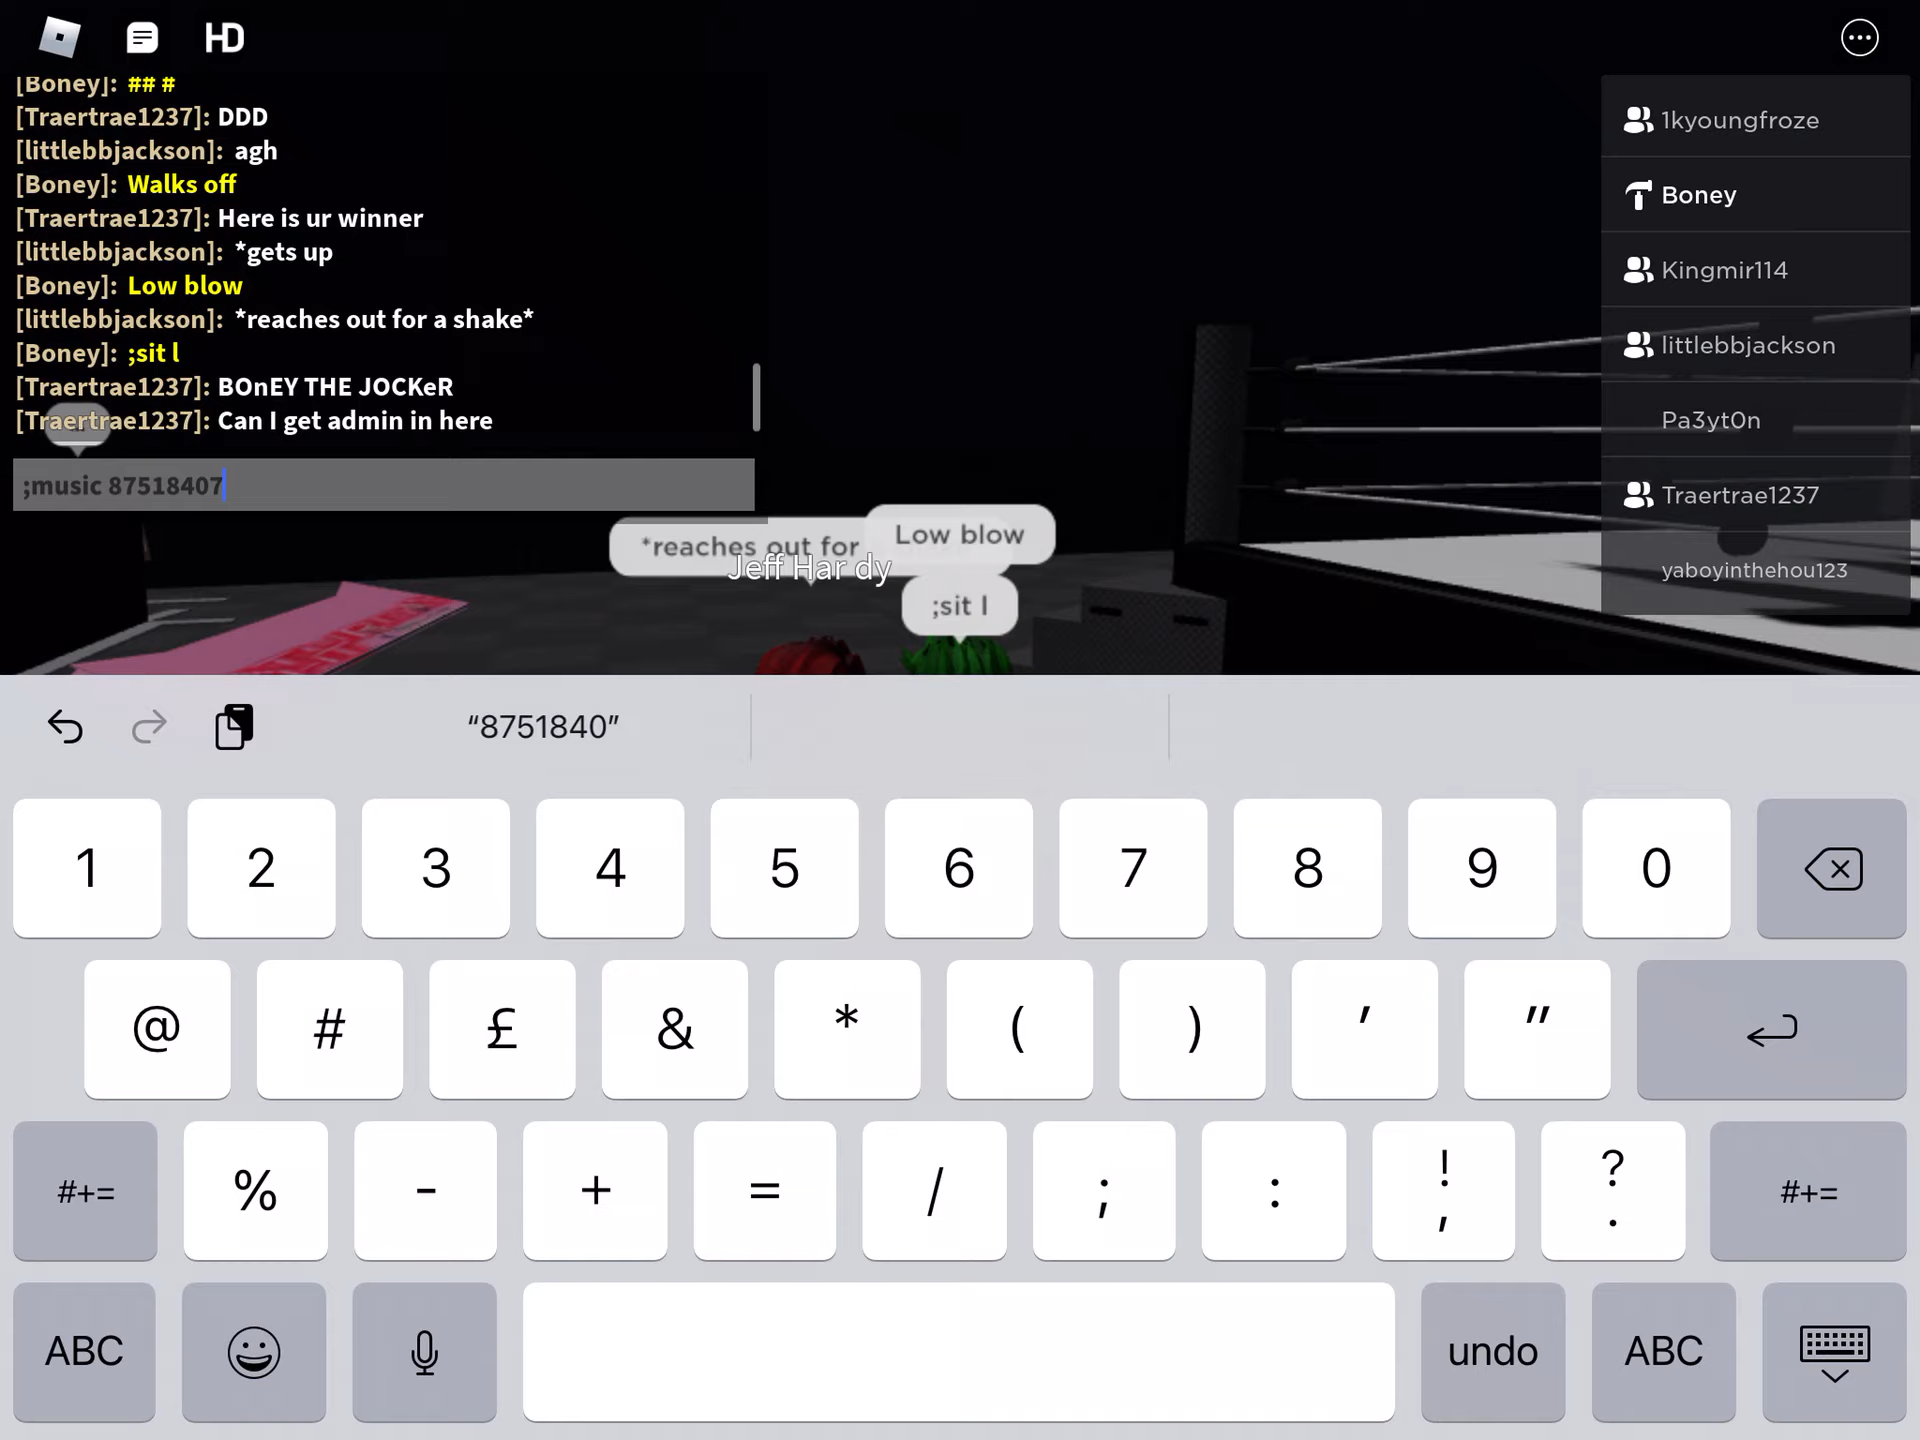 HD
[Boney]: ## #
[Traertrae1237]: DDD
[littlebbjackson]: agh
[Boney]: Walks off
[Traertrae1237]: Here is ur winner
[littlebbjackson]: *gets up
[Boney]: Low blow
[littlebbjackson]: *reaches out for a shake*
[Boney]: ;sit l
[Traertrae1237]: BOnEY THE JOCKeR
[Traertrae1237]: Can I get admin in here
;music 87518407
1kyoungfroze
Boney
Kingmir114
littlebbjackson
Pa3yt0n
Traertrae1237
yaboyinthehou123
*reaches out for
Low blow
Jeff Har dy
;sit l
“8751840”
1 2 3 4 5 6 7 8 9 0
@ # £ & * ( ) ' "
#+= % - + = / ; : ! , ? . #+=
ABC undo ABC